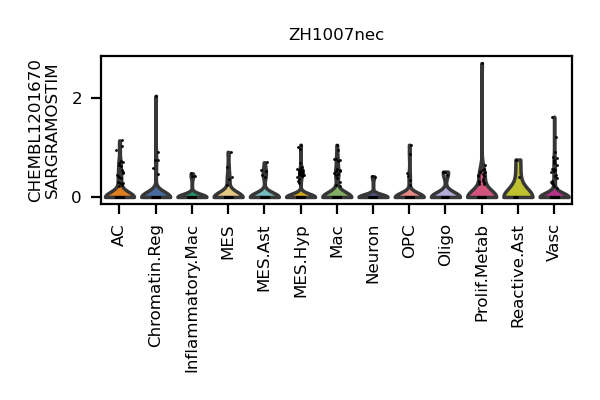 ZH1007nec
CHEMBL1201670
SARGRAMOSTIM
2
0
AC
Chromatin.Reg
Inflammatory.Mac
MES
MES.Ast
MES.Hyp
Mac
Neuron
OPC
Oligo
Prolif.Metab
Reactive.Ast
Vasc